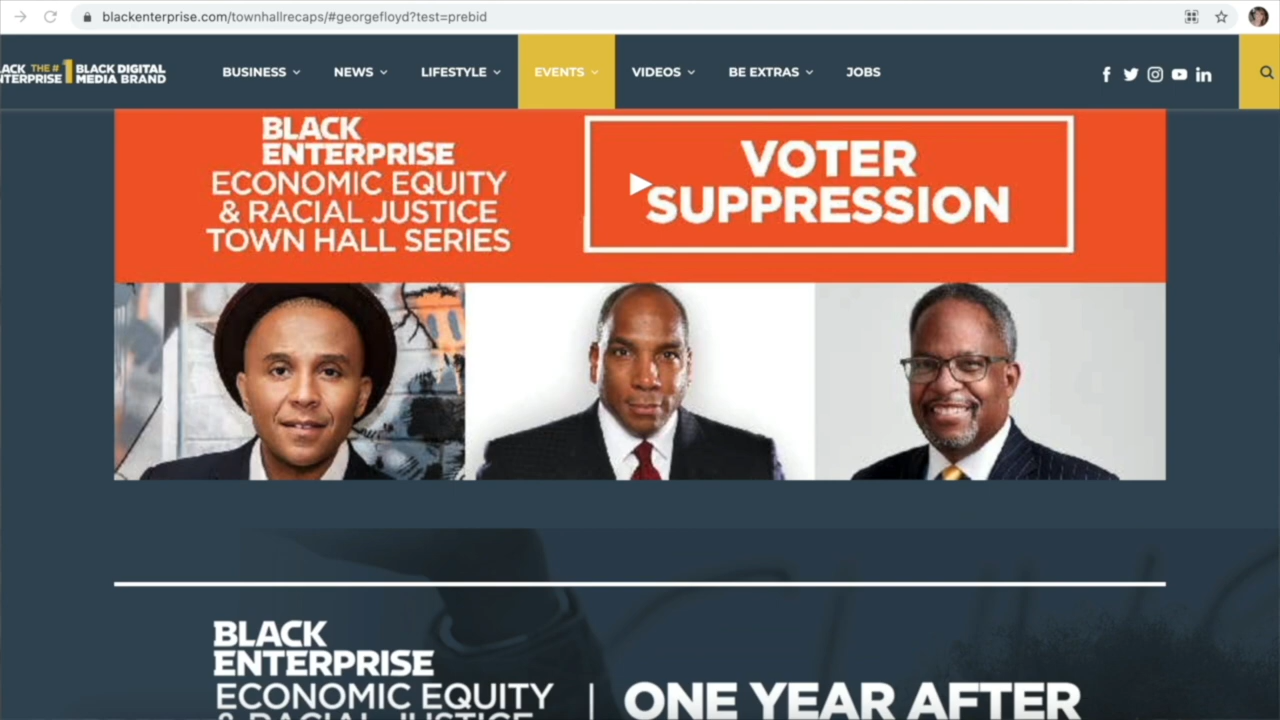 blackenterprise.com/townhallrecaps/#georgefloyd?test=prebid
ACK THE # 1 BLACK DIGITAL
NTERPRISE MEDIA BRAND
BUSINESS NEWS LIFESTYLE EVENTS VIDEOS BE EXTRAS JOBS
BLACK
ENTERPRISE
ECONOMIC EQUITY
& RACIAL JUSTICE
TOWN HALL SERIES
VOTER
SUPPRESSION
BLACK
ENTERPRISE
ECONOMIC EQUITY
& RACIAL JUSTICE
ONE YEAR AFTER